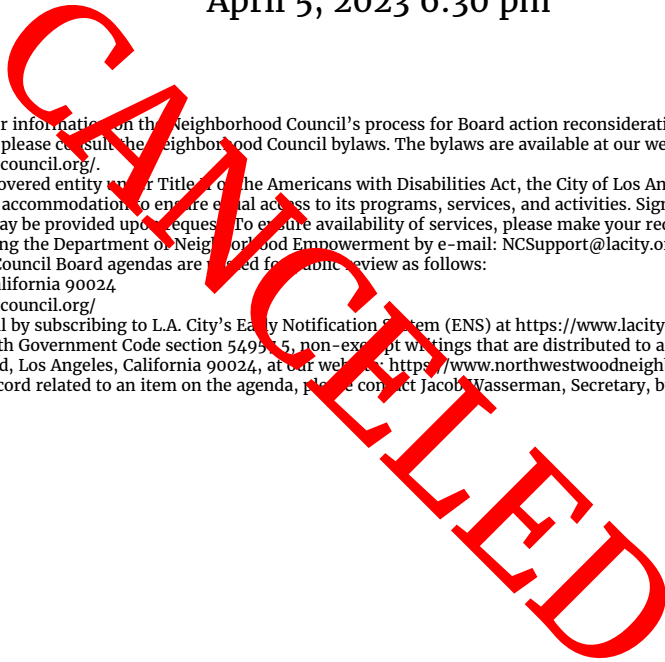 April 5, 2023 6:30 pm
r information on the Neighborhood Council’s process for Board action reconsiderati
please consult the Neighborhood Council bylaws. The bylaws are available at our we
council.org/.
overed entity under Title II of the Americans with Disabilities Act, the City of Los An
accommodation to ensure equal access to its programs, services, and activities. Sign
ay be provided upon request. To ensure availability of services, please make your req
ng the Department of Neighborhood Empowerment by e-mail: NCSupport@lacity.o
Council Board agendas are posted for public review as follows:
alifornia 90024
council.org/
l by subscribing to L.A. City’s Early Notification System (ENS) at https://www.lacity
th Government Code section 54957.5, non-exempt writings that are distributed to a
d, Los Angeles, California 90024, at our website: https://www.northwestwoodneigh
cord related to an item on the agenda, please contact Jacob Wasserman, Secretary, b
CANCELED